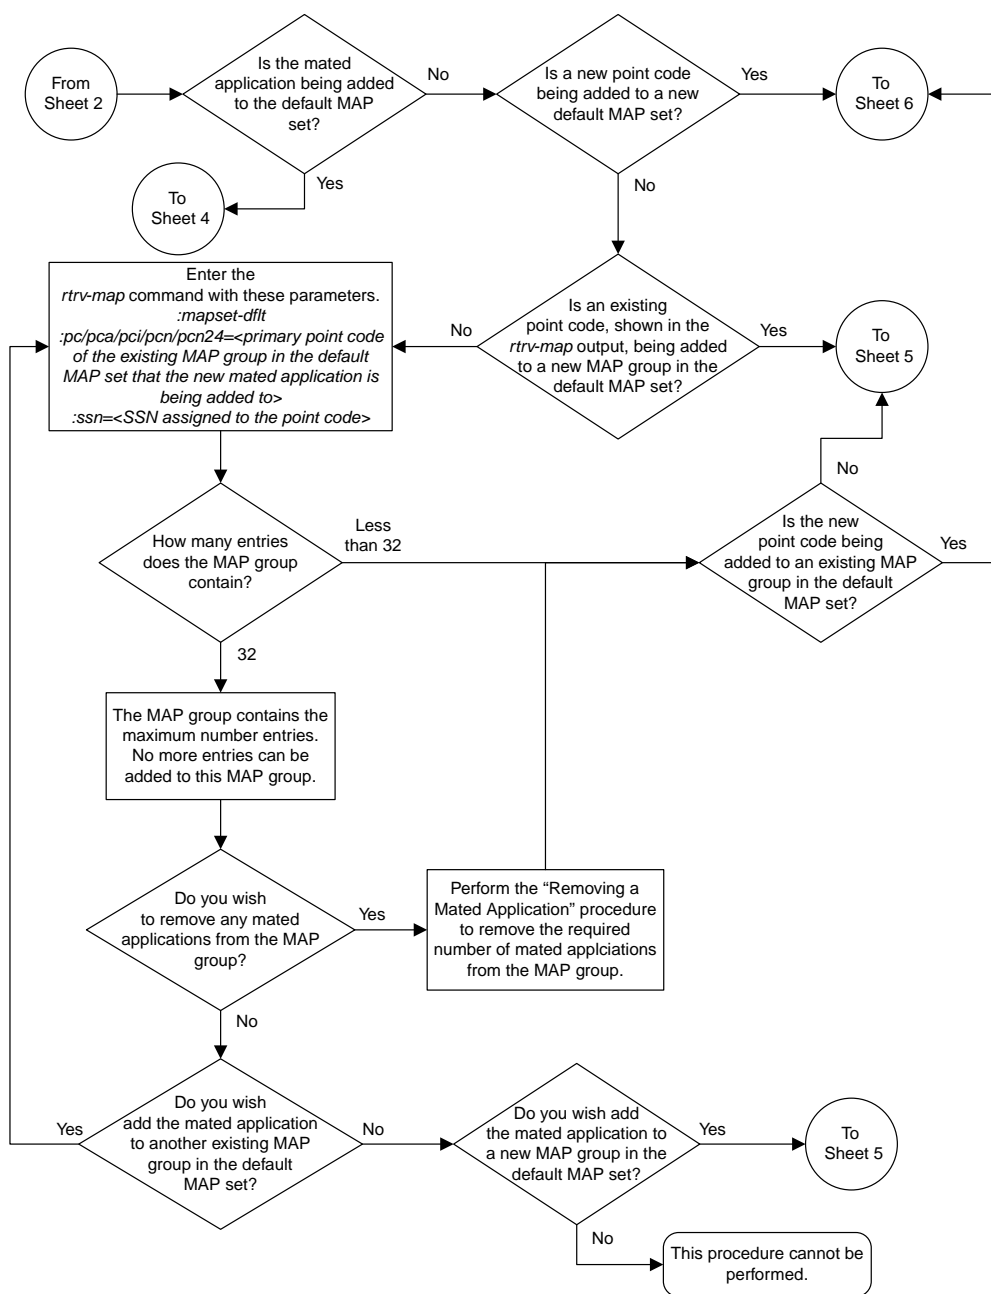 From
Sheet 2
Is the mated
application being added
to the default MAP
set?
No
Is a new point code
being added to a new
default MAP set?
Yes
To
Sheet 6
Yes
To
Sheet 4
No
Enter the
rtrv-map command with these parameters.
:mapset-dflt
:pc/pca/pci/pcn/pcn24=<primary point code
of the existing MAP group in the default
MAP set that the new mated application is
being added to>
:ssn=<SSN assigned to the point code>
No
Is an existing
point code, shown in the
rtrv-map output, being added
to a new MAP group in the
default MAP set?
Yes
To
Sheet 5
No
How many entries
does the MAP group
contain?
Less
than 32
Is the new
point code being
added to an existing MAP
group in the default
MAP set?
Yes
32
The MAP group contains the
maximum number entries.
No more entries can be
added to this MAP group.
Do you wish
to remove any mated
applications from the MAP
group?
Yes
Perform the “Removing a
Mated Application” procedure
to remove the required
number of mated applciations
from the MAP group.
No
Yes
Do you wish
add the mated application
to another existing MAP
group in the default
MAP set?
No
Do you wish add
the mated application to
a new MAP group in the
default MAP set?
Yes
To
Sheet 5
No
This procedure cannot be
performed.